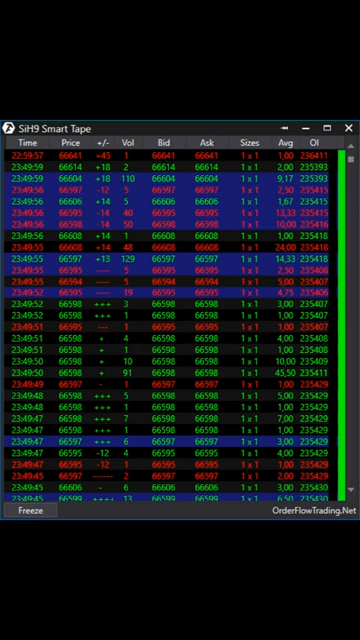 SiH9 Smart Tape
Time Price +/- Vol Bid Ask Sizes Avg OI
22:59:57 66641 +45 1 66641 66641 1 x 1 1,00 236411
23:49:59 66614 +18 2 66614 66614 1 x 1 2,00 235393
23:49:59 66604 +18 110 66604 66604 1 x 1 9,17 235393
23:49:56 66597 -12 5 66597 66597 1 x 1 2,50 235415
23:49:56 66606 +14 5 66606 66606 1 x 1 1,67 235415
23:49:56 66595 -14 40 66595 66595 1 x 1 13,33 235415
23:49:56 66598 -14 50 66598 66598 1 x 1 10,00 235416
23:49:56 66608 +14 1 66608 66608 1 x 1 1,00 235418
23:49:55 66608 +14 48 66608 66608 1 x 1 24,00 235418
23:49:55 66597 +13 129 66597 66597 1 x 1 14,33 235418
23:49:55 66595 ----- 5 66595 66595 1 x 1 2,50 235408
23:49:55 66594 ----- 5 66594 66594 1 x 1 5,00 235407
23:49:52 66595 ----- 19 66595 66595 1 x 1 4,75 235406
23:49:52 66598 +++ 3 66598 66598 1 x 1 3,00 235407
23:49:52 66598 +++ 1 66598 66598 1 x 1 1,00 235407
23:49:51 66595 ---- 1 66595 66595 1 x 1 1,00 235407
23:49:51 66598 + 4 66598 66598 1 x 1 4,00 235408
23:49:51 66598 + 1 66598 66598 1 x 1 1,00 235408
23:49:50 66598 + 10 66598 66598 1 x 1 10,00 235409
23:49:50 66598 + 91 66598 66598 1 x 1 45,50 235411
23:49:49 66597 - 1 66597 66597 1 x 1 1,00 235429
23:49:48 66598 +++ 5 66598 66598 1 x 1 5,00 235429
23:49:48 66598 +++ 1 66598 66598 1 x 1 1,00 235429
23:49:47 66598 +++ 7 66598 66598 1 x 1 7,00 235429
23:49:47 66597 +++ 6 66597 66597 1 x 1 3,00 235429
23:49:47 66595 -12 4 66595 66595 1 x 1 4,00 235429
23:49:47 66595 -12 1 66595 66595 1 x 1 1,00 235429
23:49:45 66597 ------- 2 66597 66597 1 x 1 2,00 235429
23:49:45 66606 - 6 66606 66606 1 x 1 3,00 235430
23:49:45 66599 ++++ 13 66599 66599 1 x 1 6,50 235430
Freeze OrderFlowTrading.Net